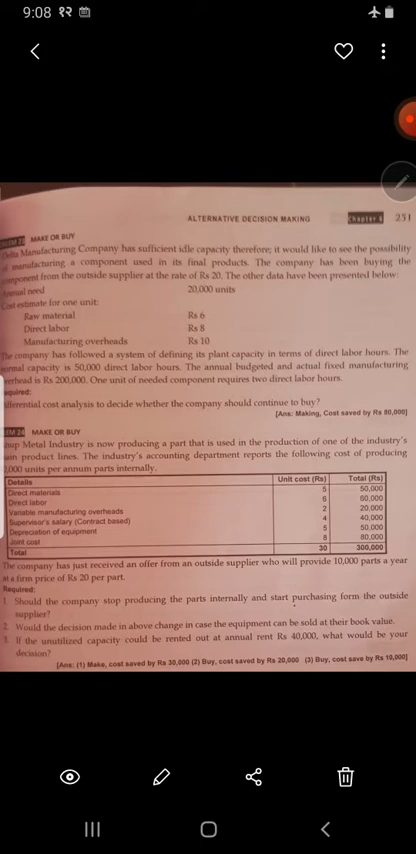 9:08 १२
ALTERNATIVE DECISION MAKING Chapter 6 251
MAKE OR BUY
Delta Manufacturing Company has sufficient idle capacity therefore; it would like to see the possibility
of manufacturing a component used in its final products. The company has been buying the
component from the outside supplier at the rate of Rs 20. The other data have been presented below:
Annual need 20,000 units
Cost estimate for one unit:
Raw material Rs 6
Direct labor Rs 8
Manufacturing overheads Rs 10
The company has followed a system of defining its plant capacity in terms of direct labor hours. The
normal capacity is 50,000 direct labor hours. The annual budgeted and actual fixed manufacturing
overhead is Rs 200,000. One unit of needed component requires two direct labor hours.
equired:
ifferential cost analysis to decide whether the company should continue to buy?
[Ans: Making, Cost saved by Rs 80,000]
MAKE OR BUY
Metal Industry is now producing a part that is used in the production of one of the industry's
ain product lines. The industry's accounting department reports the following cost of producing
,000 units per annum parts internally.
Details Unit cost (Rs) Total (Rs)
Direct materials 5 50,000
Direct labor 6 60,000
Variable manufacturing overheads 2 20,000
Supervisor's salary (Contract based) 4 40,000
Depreciation of equipment 5 50,000
Joint cost 8 80,000
Total 30 300,000
The company has just received an offer from an outside supplier who will provide 10,000 parts a year
at a firm price of Rs 20 per part.
Required:
1. Should the company stop producing the parts internally and start purchasing form the outside
supplier?
2. Would the decision made in above change in case the equipment can be sold at their book value.
3. If the unutilized capacity could be rented out at annual rent Rs 40,000, what would be your
decision?
[Ans: (1) Make, cost saved by Rs 30,000 (2) Buy, cost saved by Rs 20,000 (3) Buy, cost save by Rs 10,000]